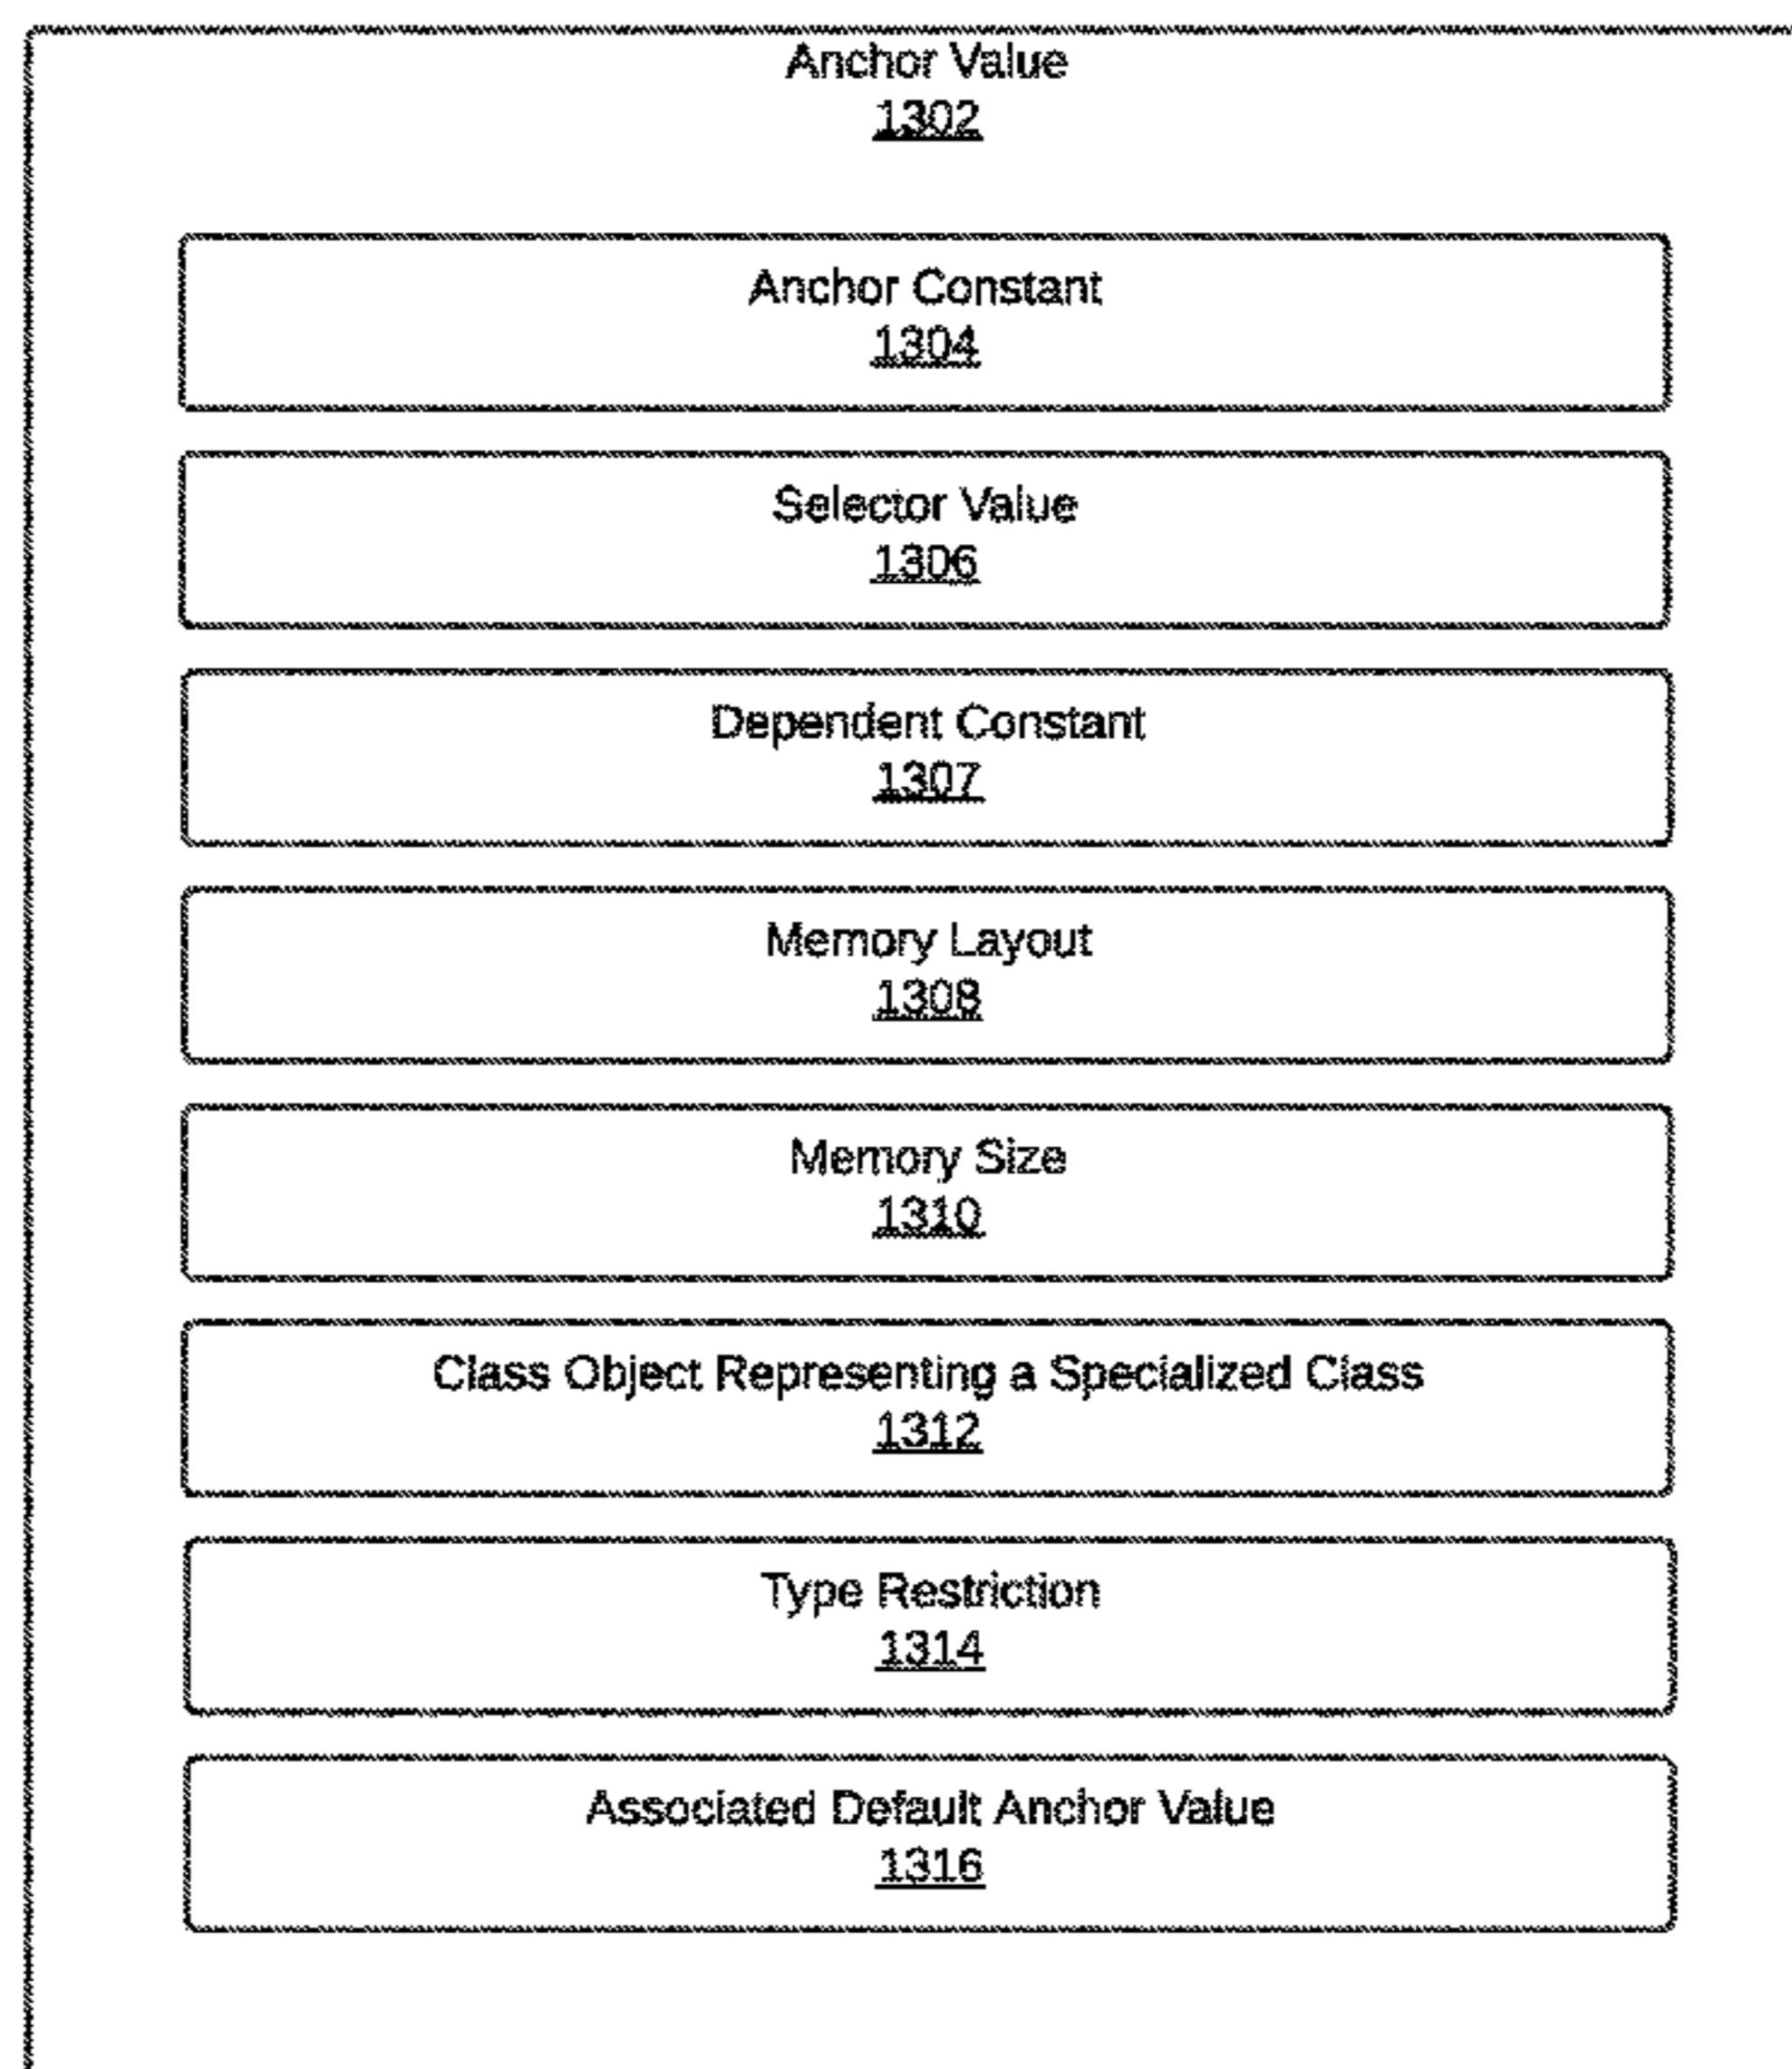 Anchor Value
1302
Anchor Constant
1304
Selector Value
1306
Dependent Constant
1307
Memory Layout
1308
Memory Size
1310
Class Object Representing a Specialized Class
1312
Type Restriction
1314
Associated Default Anchor Value
1316